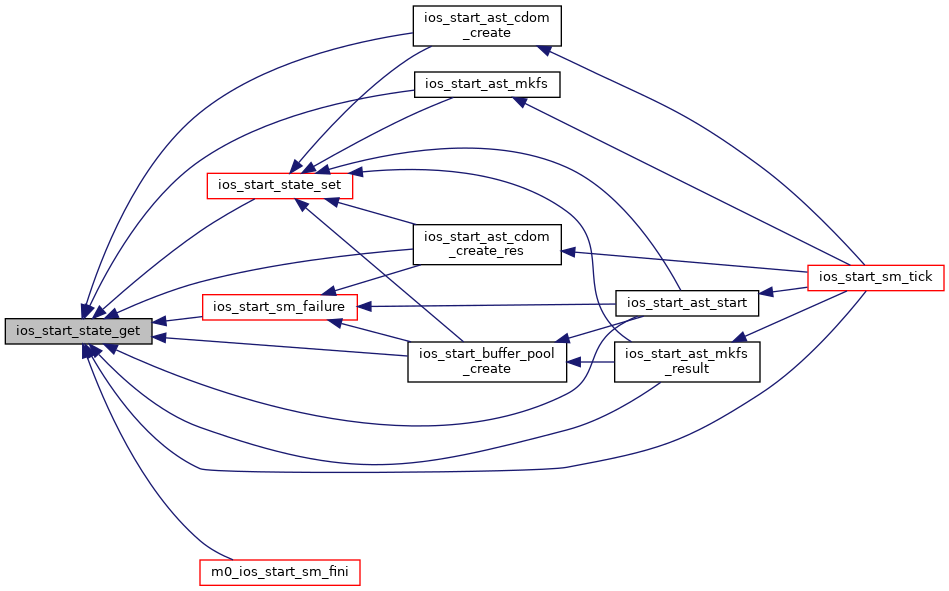 ios_start_ast_cdom
_create
ios_start_ast_mkfs
ios_start_state_set
ios_start_ast_cdom
_create_res
ios_start_sm_tick
ios_start_sm_failure
ios_start_ast_start
ios_start_state_get
ios_start_buffer_pool
_create
ios_start_ast_mkfs
_result
m0_ios_start_sm_fini